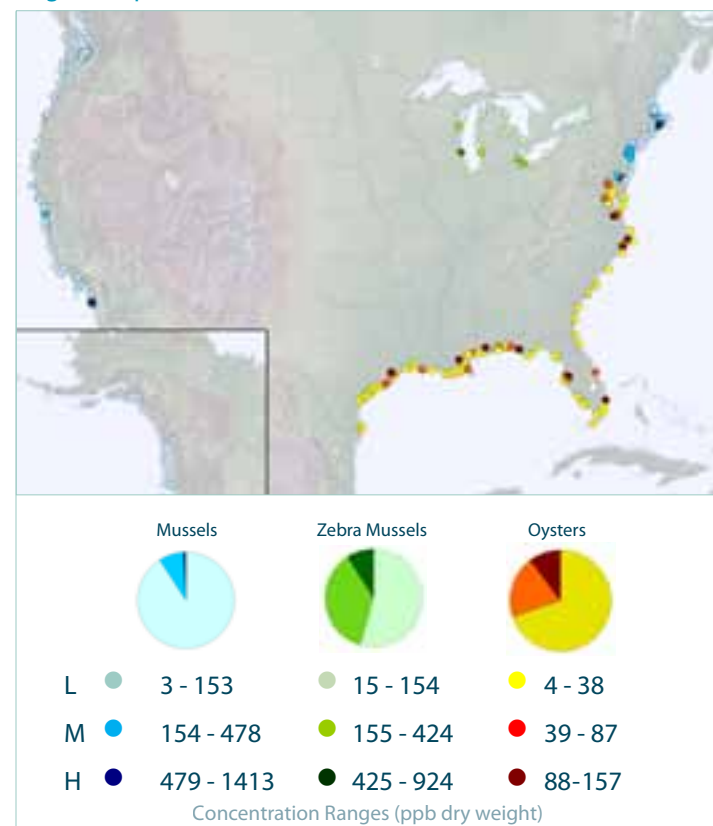 Mussels Zebra Mussels Oysters
L 3 - 153 15 - 154 4 - 38
M 154 - 478 155 - 424 39 - 87
H 479 - 1413 425 - 924 88-157
Concentration Ranges (ppb dry weight)